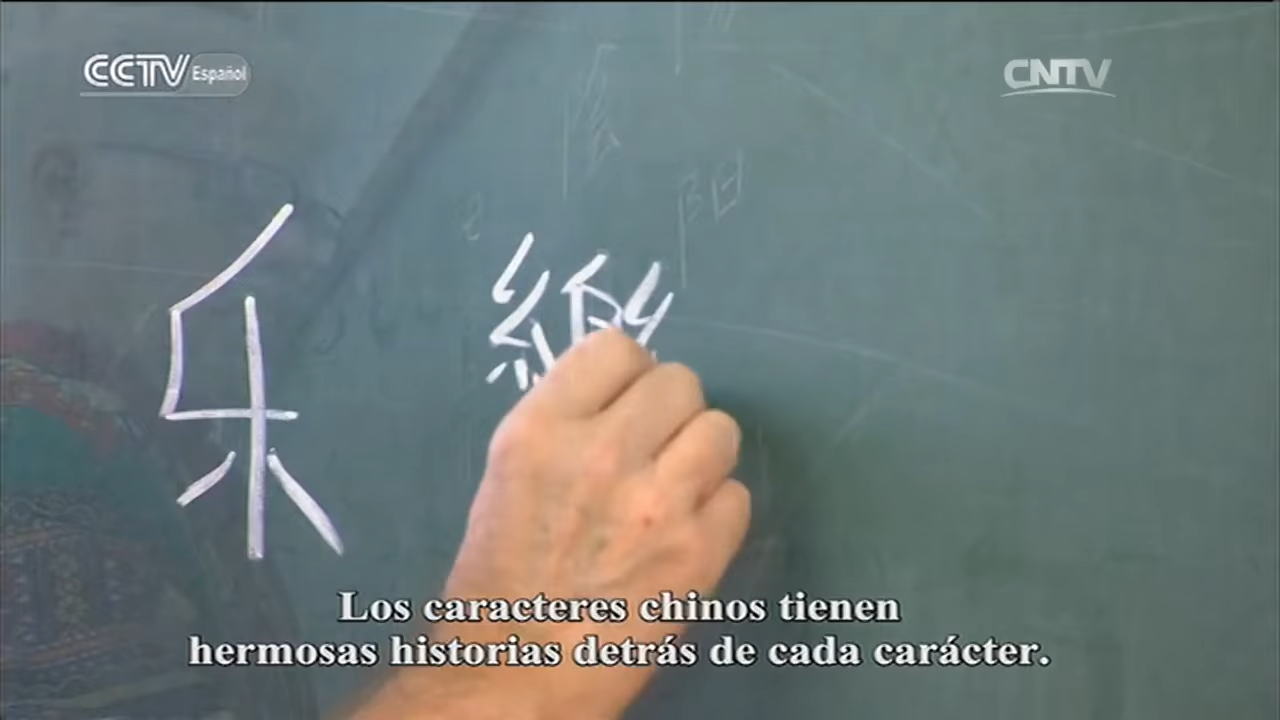 CCTV Español
CNTV
乐
Los caracteres chinos tienen
hermosas historias detrás de cada carácter.